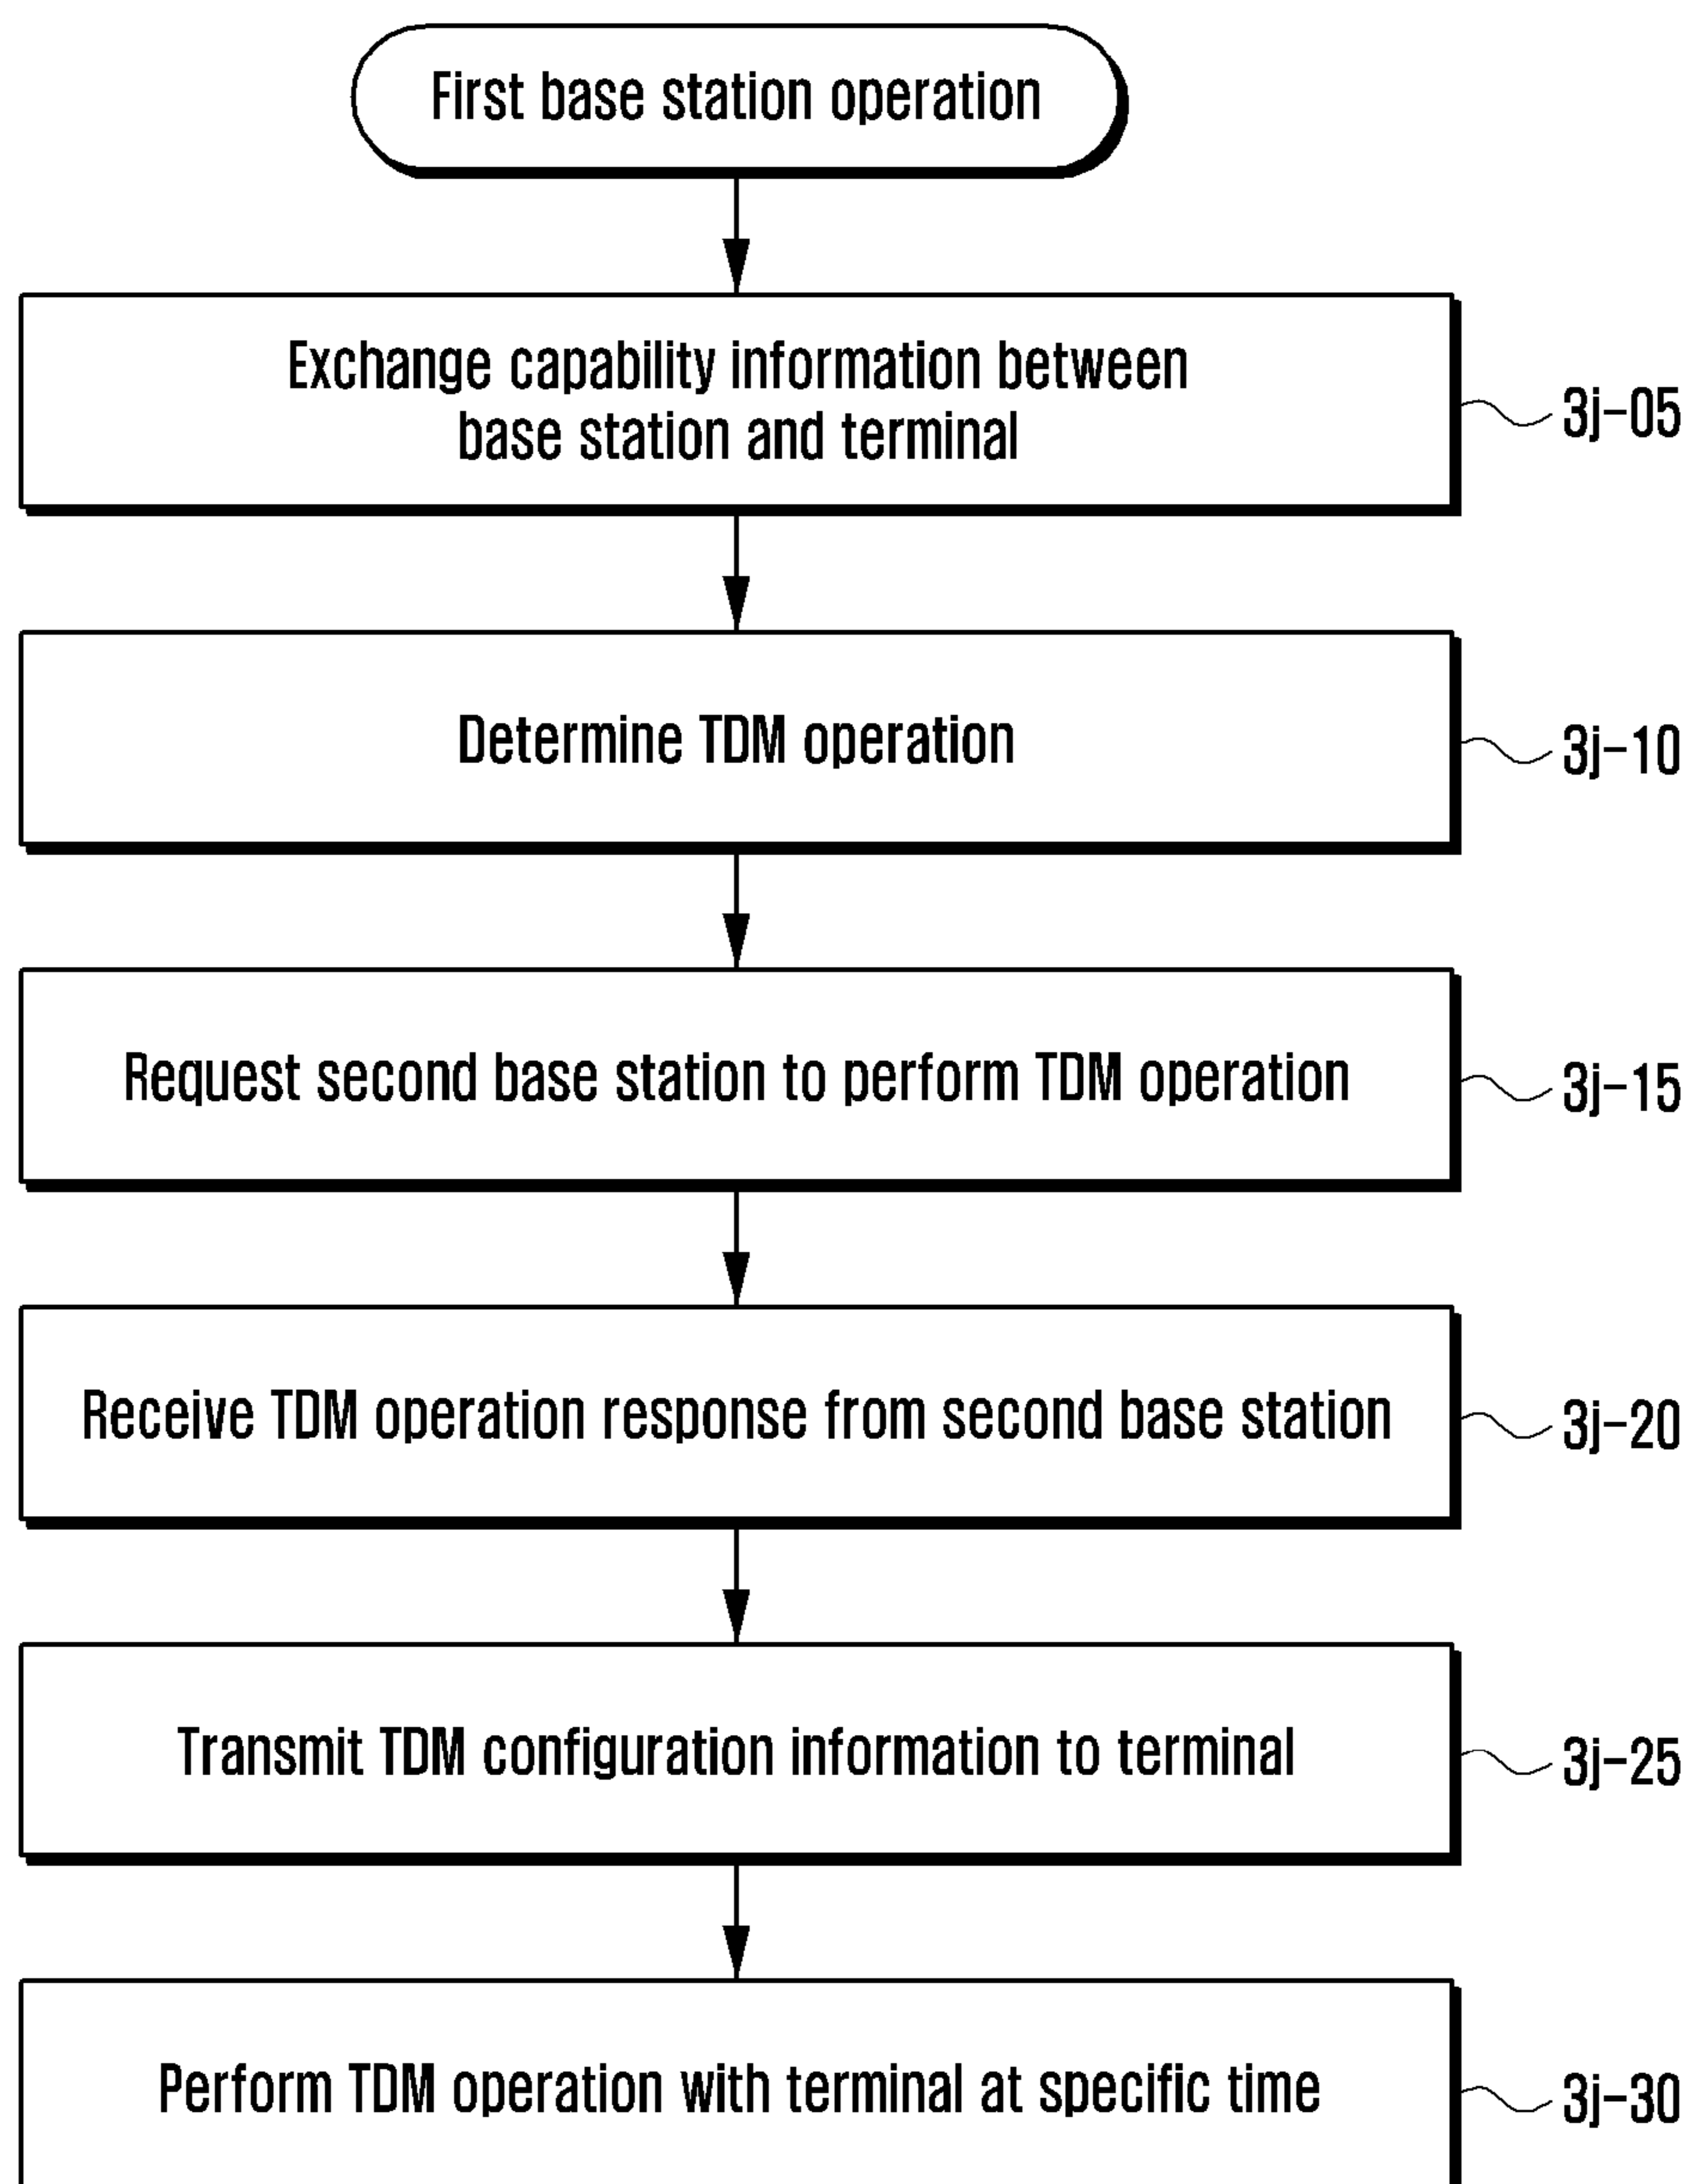 First base station operation
Exchange capability information between
base station and terminal
3j-05
Determine TDM operation
3j-10
Request second base station to perform TDM operation
3j-15
Receive TDM operation response from second base station
3j-20
Transmit TDM configuration information to terminal
3j-25
Perform TDM operation with terminal at specific time
3j-30